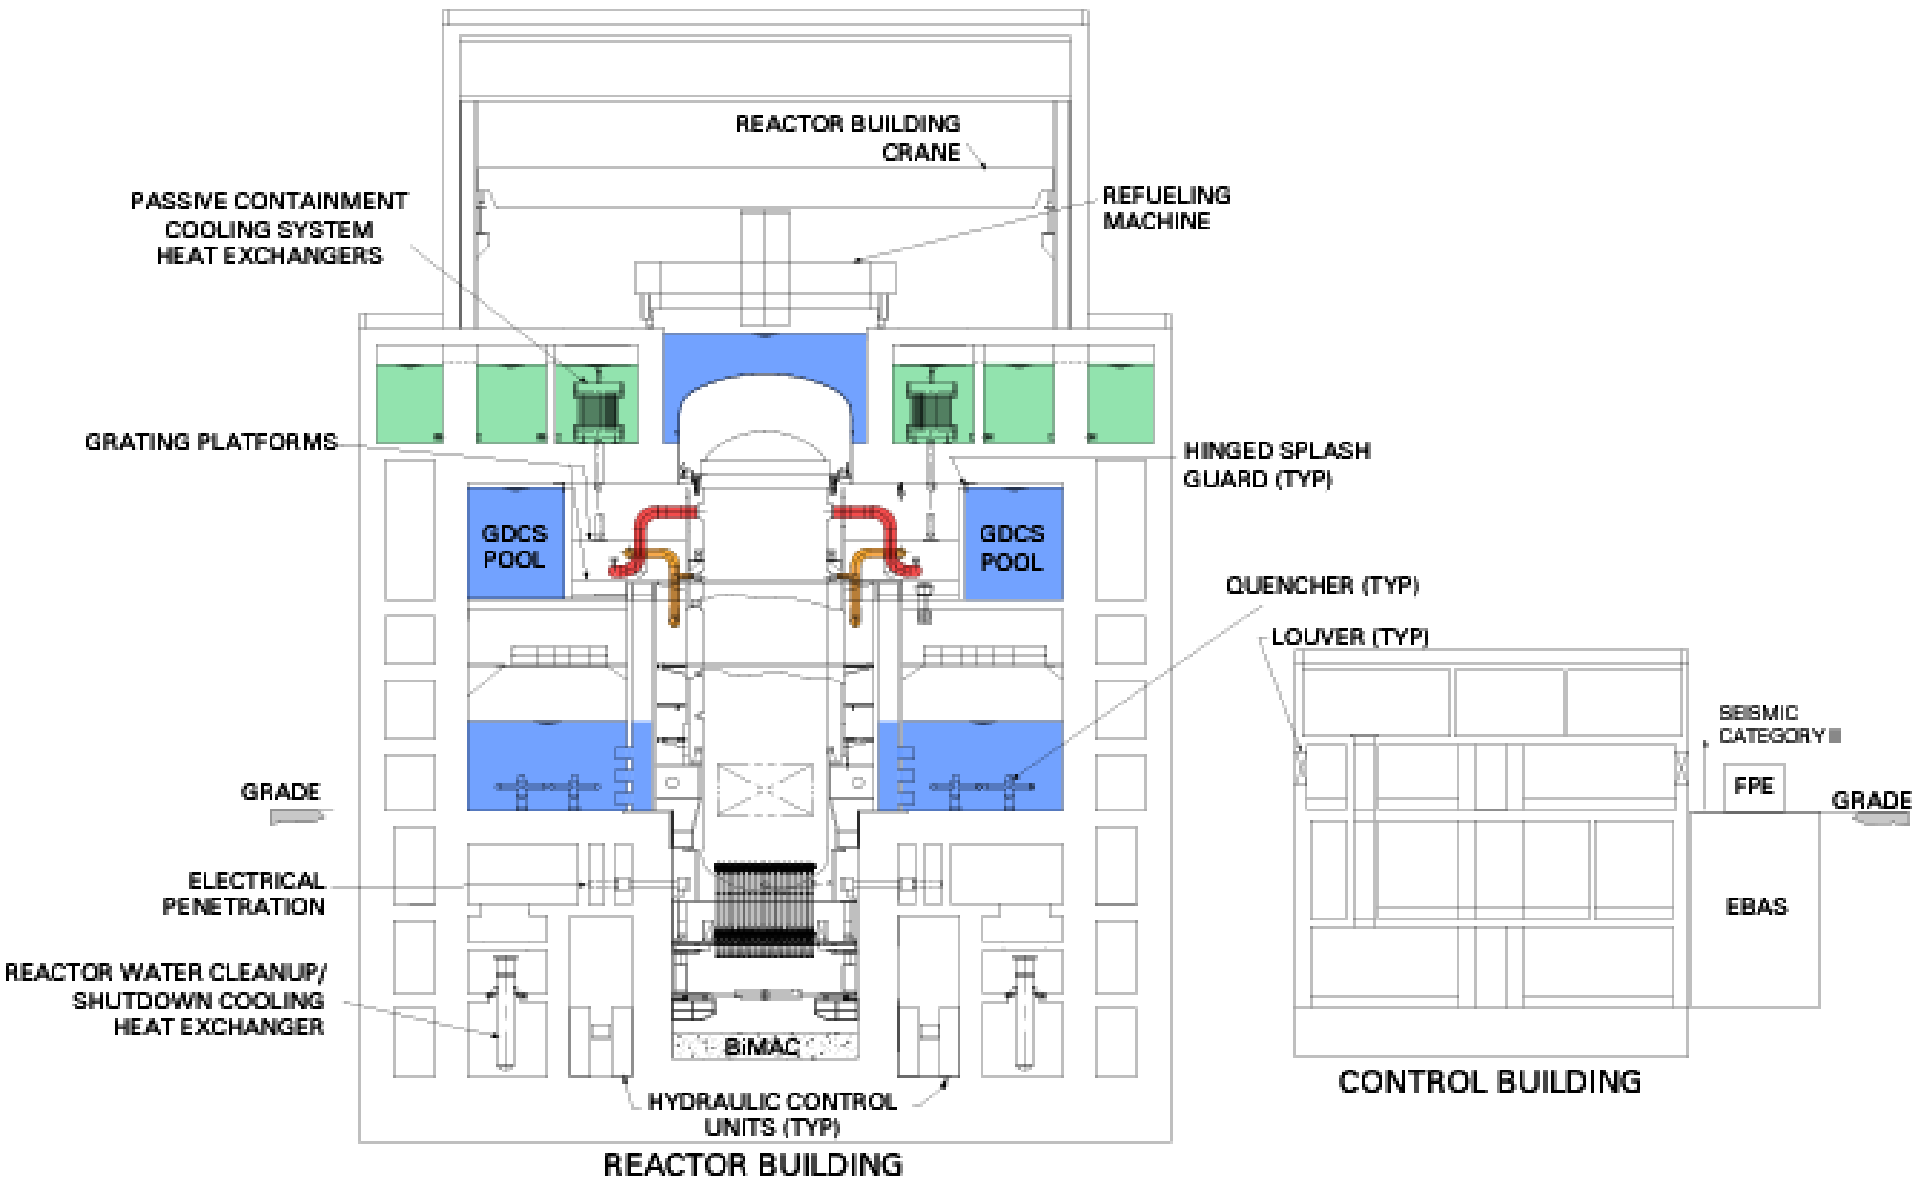 REACTOR BUILDING
CRANE
PASSIVE CONTAINMENT
COOLING SYSTEM
HEAT EXCHANGERS
REFUELING
MACHINE
GRATING PLATFORMS
HINGED SPLASH
GUARD (TYP)
GDCS
POOL
GDCS
POOL
QUENCHER (TYP)
LOUVER (TYP)
SEISMIC
CATEGORY II
GRADE
FPE
GRADE
ELECTRICAL
PENETRATION
EBAS
REACTOR WATER CLEANUP/
SHUTDOWN COOLING
HEAT EXCHANGER
BiMAC
HYDRAULIC CONTROL
UNITS (TYP)
CONTROL BUILDING
REACTOR BUILDING